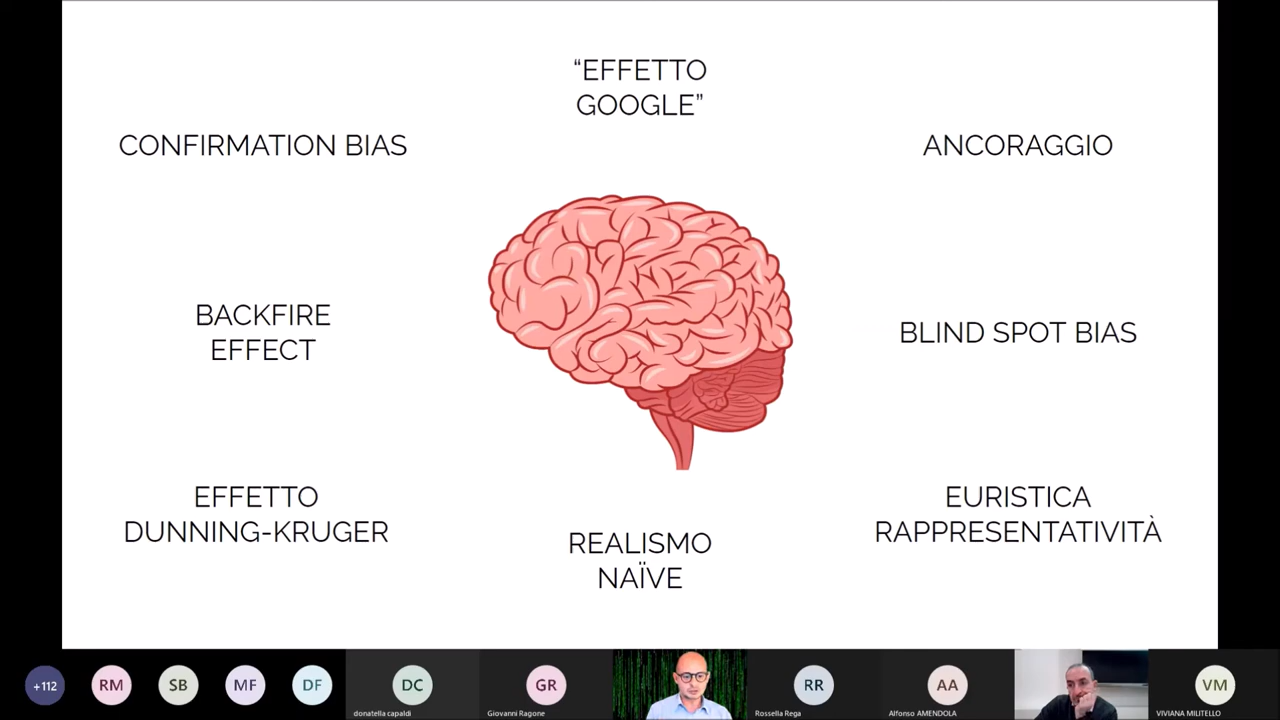 “EFFETTO
GOOGLE”
CONFIRMATION BIAS
ANCORAGGIO
BACKFIRE
EFFECT
BLIND SPOT BIAS
EFFETTO
DUNNING-KRUGER
EURISTICA
RAPPRESENTATIVITÀ
REALISMO
NAÏVE
+112
RM
SB
MF
DF
DC
donatella capaldi
GR
Giovanni Ragone
RR
Rossella Rega
AA
Alfonso AMENDOLA
VM
VIVIANA MILITELLO